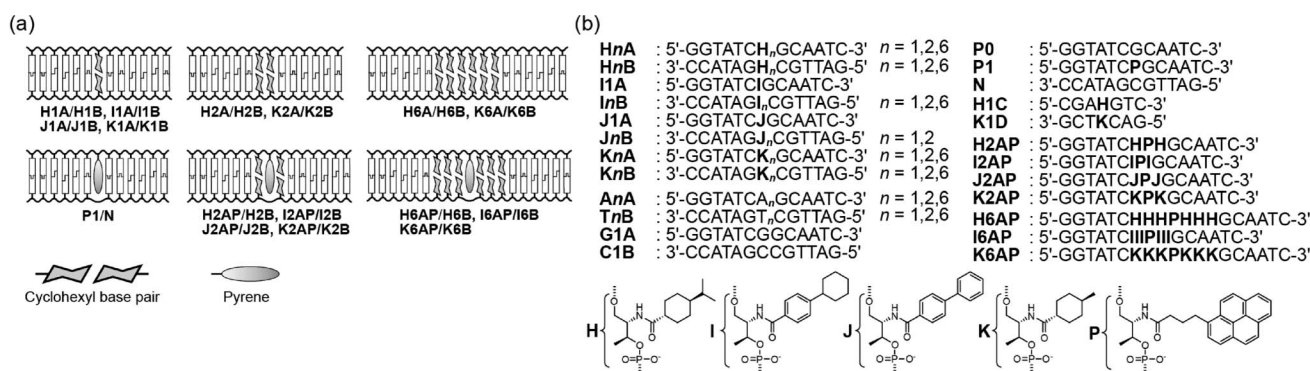 (a)
H1A/H1B, I1A/I1B
J1A/J1B, K1A/K1B
H2A/H2B, K2A/K2B
H6A/H6B, K6A/K6B
P1/N
H2AP/H2B, I2AP/I2B
J2AP/J2B, K2AP/K2B
H6AP/H6B, I6AP/I6B
K6AP/K6B
Cyclohexyl base pair
Pyrene
(b)
HnA : 5'-GGTATCHnGCAATC-3' n = 1,2,6
HnB : 3'-CCATAGHnCGTTAG-5' n = 1,2,6
I1A : 5'-GGTATCIGCAATC-3'
InB : 3'-CCATAGInCGTTAG-5' n = 1,2,6
J1A : 5'-GGTATCJGCAATC-3'
JnB : 3'-CCATAGJnCGTTAG-5' n = 1,2
KnA : 5'-GGTATCKnGCAATC-3' n = 1,2,6
KnB : 3'-CCATAGKnCGTTAG-5' n = 1,2,6
AnA : 5'-GGTATCAnGCAATC-3' n = 1,2,6
TnB : 3'-CCATAGTnCGTTAG-5' n = 1,2,6
G1A : 5'-GGTATCGGCAATC-3'
C1B : 3'-CCATAGCCGTTAG-5'
P0 : 5'-GGTATCGCAATC-3'
P1 : 5'-GGTATCPGCAATC-3'
N : 3'-CCATAGCGTTAG-5'
H1C : 5'-CGAHGTC-3'
K1D : 3'-GCTKCAG-5'
H2AP : 5'-GGTATCHPHGCAATC-3'
I2AP : 5'-GGTATCIPIGCAATC-3'
J2AP : 5'-GGTATCJPJGCAATC-3'
K2AP : 5'-GGTATCKPKGCAATC-3'
H6AP : 5'-GGTATCHHHPHHHGCAATC-3'
I6AP : 5'-GGTATCIIIPIIIGCAATC-3'
K6AP : 5'-GGTATCKKKPKKKGCAATC-3'
H
O
N
H
O
O
O=P-O-
I
O
N
H
O
O
O=P-O-
J
O
N
H
O
O
O=P-O-
K
O
N
H
O
O
O=P-O-
P
O
N
H
O
O
O=P-O-